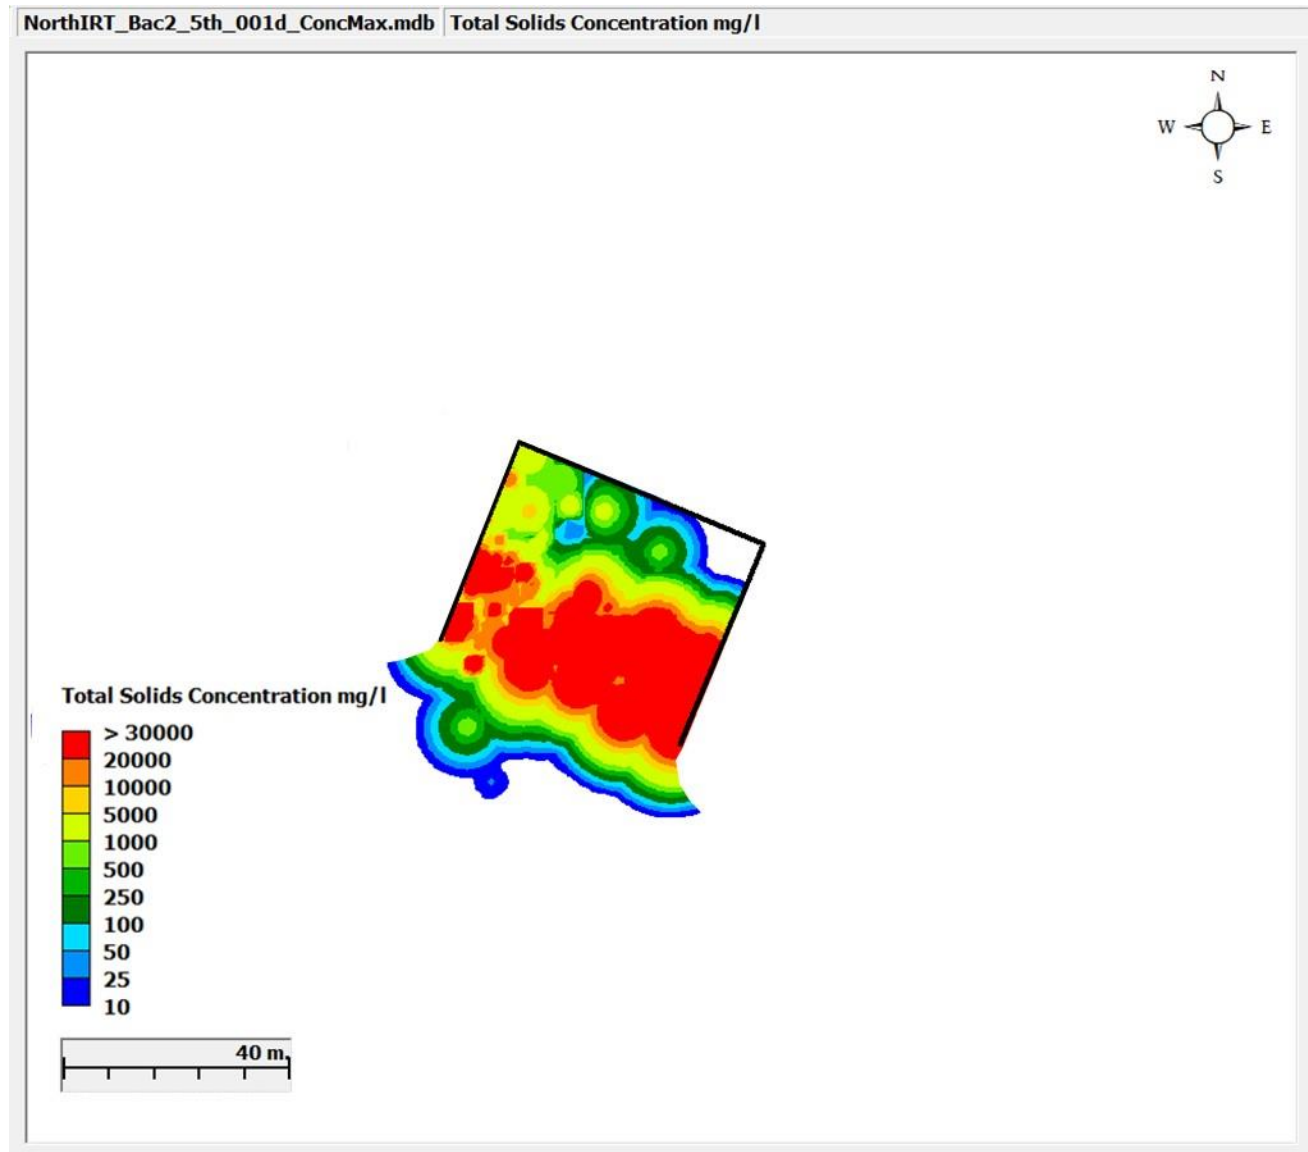 NorthIRT_Bac2_5th_001d_ConcMax.mdb Total Solids Concentration mg/l
N
W E
S
Total Solids Concentration mg/l
> 30000
20000
10000
5000
1000
500
250
100
50
25
10
40 m.